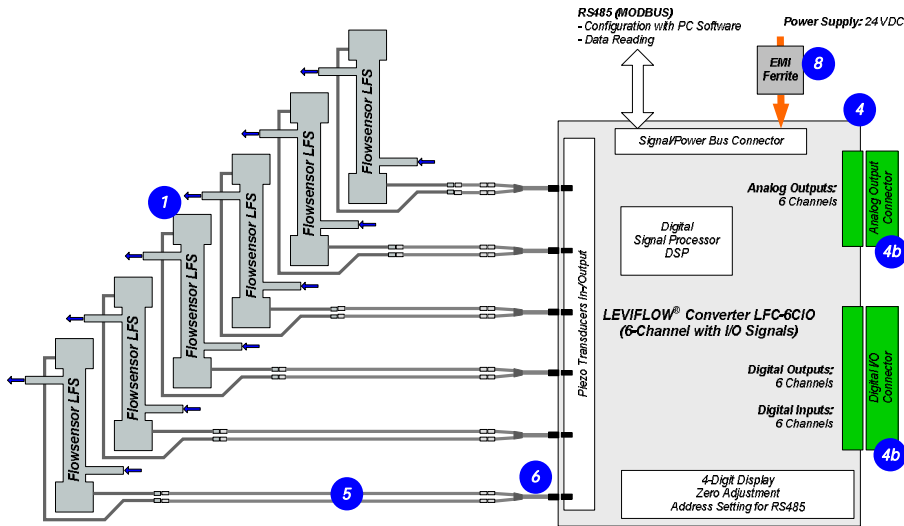 RS485 (MODBUS)
- Configuration with PC Software
- Data Reading
Power Supply: 24VDC
EMI
Ferrite
8
4
Signal/Power Bus Connector
Analog Outputs:
6 Channels
Analog Output
Connector
4b
Digital
Signal Processor
DSP
Piezo Transducers In-/Output
LEVIFLOW® Converter LFC-6CIO
(6-Channel with I/O Signals)
Digital Outputs:
6 Channels
Digital Inputs:
6 Channels
Digital I/O
Connector
4b
4-Digit Display
Zero Adjustment
Address Setting for RS485
Flowsensor LFS
Flowsensor LFS
Flowsensor LFS
Flowsensor LFS
Flowsensor LFS
Flowsensor LFS
1
5
6